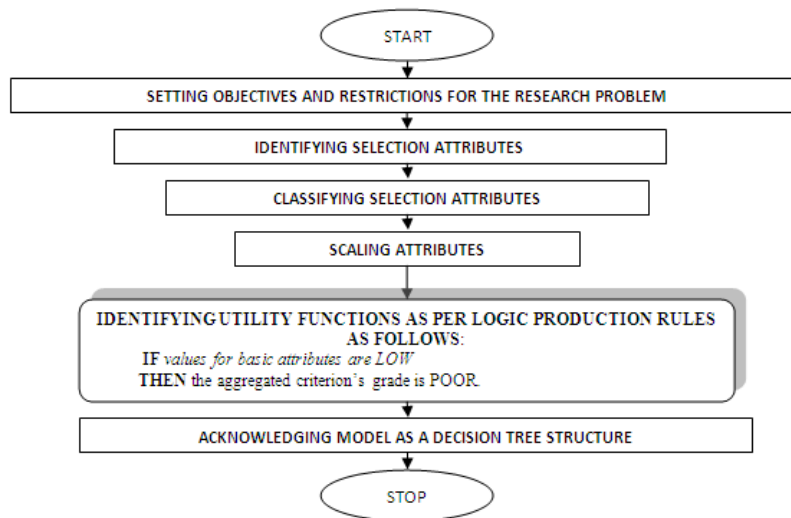 START
SETTING OBJECTIVES AND RESTRICTIONS FOR THE RESEARCH PROBLEM
IDENTIFYING SELECTION ATTRIBUTES
CLASSIFYING SELECTION ATTRIBUTES
SCALING ATTRIBUTES
IDENTIFYING UTILITY FUNCTIONS AS PER LOGIC PRODUCTION RULES
AS FOLLOWS:
IF values for basic attributes are LOW
THEN the aggregated criterion's grade is POOR.
ACKNOWLEDGING MODEL AS A DECISION TREE STRUCTURE
STOP